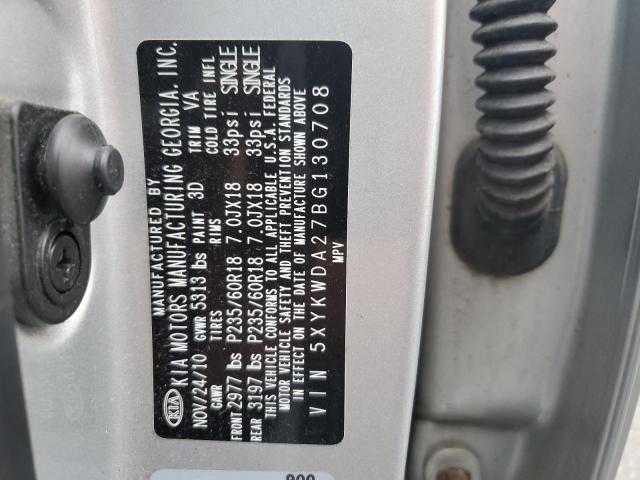 MANUFACTURED BY
KIA KIA MOTORS MANUFACTURING GEORGIA, INC.
NOV/24/10 GVWR 5313 lbs PAINT 3D TRIM VA
GAWR TIRES RIMS COLD TIRE INFL
FRONT 2977 lbs P235/60R18 7.0JX18 33psi SINGLE
REAR 3197 lbs P235/60R18 7.0JX18 33psi SINGLE
THIS VEHICLE CONFORMS TO ALL APPLICABLE U.S.A. FEDERAL
MOTOR VEHICLE SAFETY AND THEFT PREVENTION STANDARDS
IN EFFECT ON THE DATE OF MANUFACTURE SHOWN ABOVE
VIN 5XYKWDA27BG130708
MPV